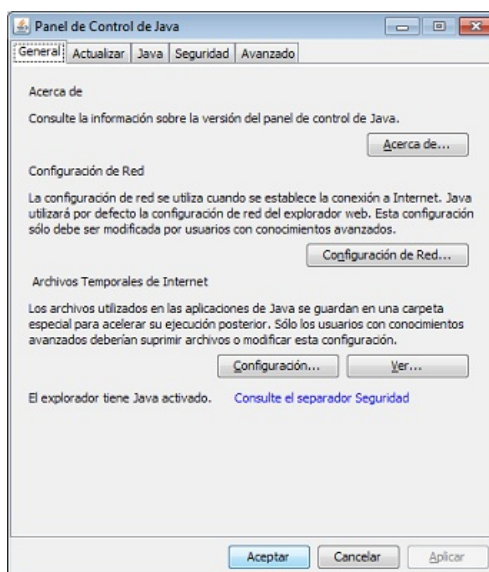 Panel de Control de Java
General Actualizar Java Seguridad Avanzado
Acerca de
Consulte la información sobre la versión del panel de control de Java.
Acerca de...
Configuración de Red
La configuración de red se utiliza cuando se establece la conexión a Internet. Java
utilizará por defecto la configuración de red del explorador web. Esta configuración
sólo debe ser modificada por usuarios con conocimientos avanzados.
Configuración de Red...
Archivos Temporales de Internet
Los archivos utilizados en las aplicaciones de Java se guardan en una carpeta
especial para acelerar su ejecución posterior. Sólo los usuarios con conocimientos
avanzados deberían suprimir archivos o modificar esta configuración.
Configuración... Ver...
El explorador tiene Java activado. Consulte el separador Seguridad
Aceptar Cancelar Aplicar